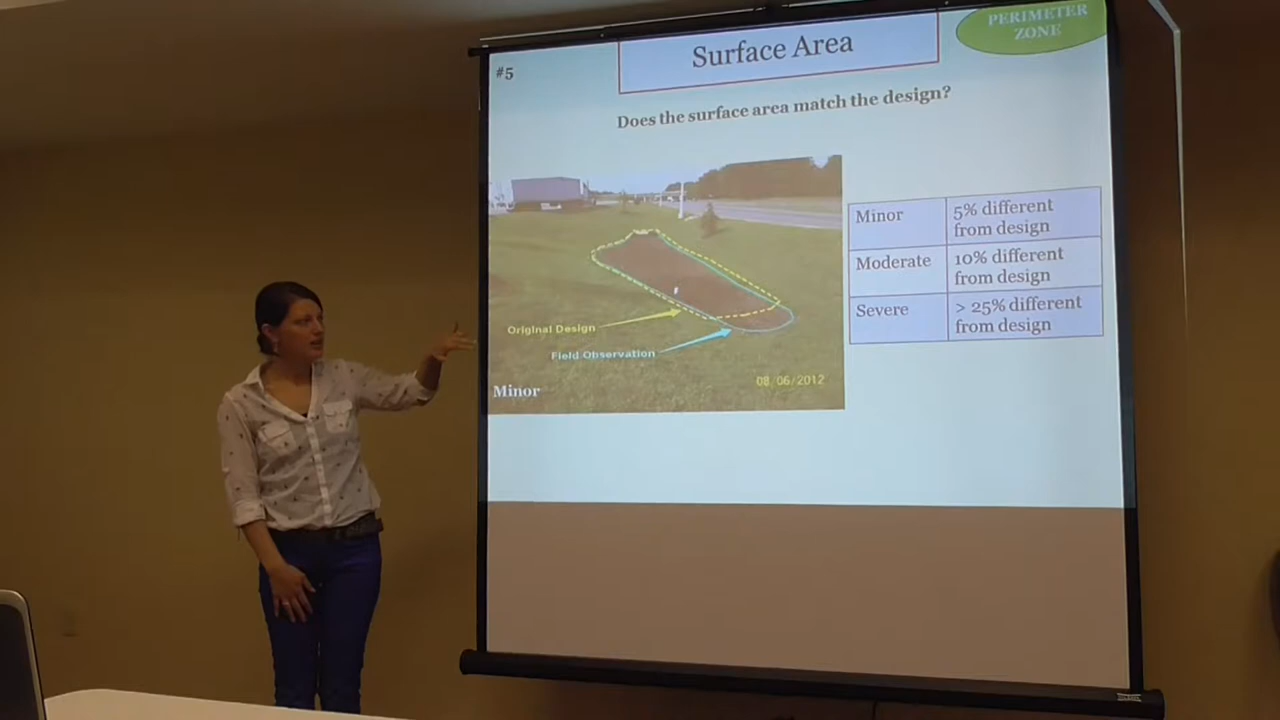 PERIMETER
ZONE
Surface Area
#5
Does the surface area match the design?
Minor
5% different
from design
Moderate
10% different
from design
Severe
> 25% different
from design
Original Design
Field Observation
08/06/2012
Minor